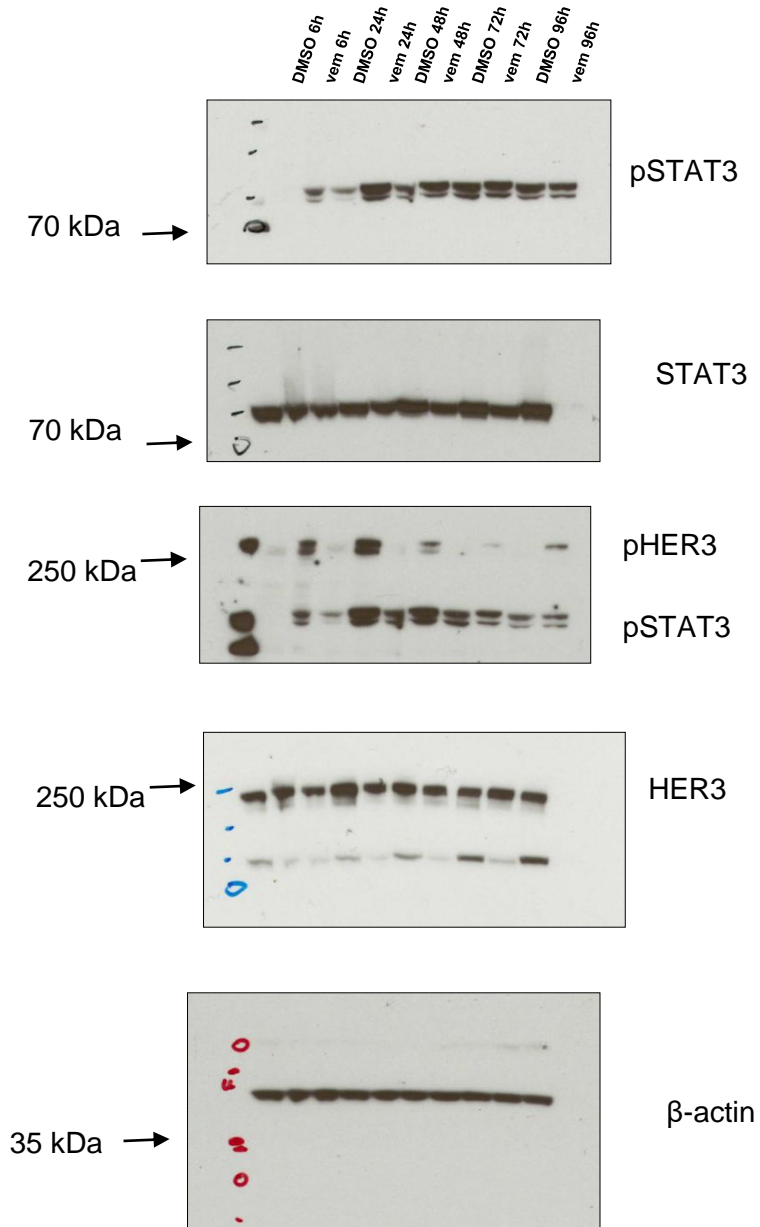 DMSO 6h
vem 6h
DMSO 24h
vem 24h
DMSO 48h
vem 48h
DMSO 72h
vem 72h
DMSO 96h
vem 96h
pSTAT3
70 kDa
STAT3
70 kDa
pHER3
250 kDa
pSTAT3
250 kDa
HER3
β-actin
35 kDa